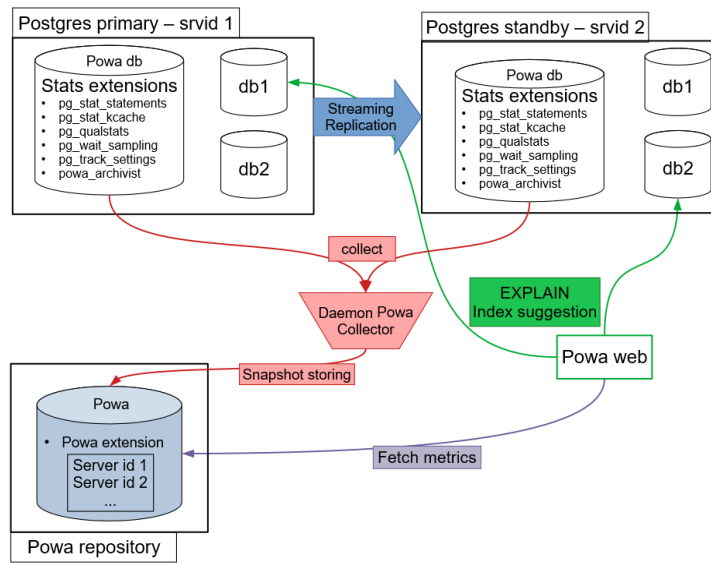 Postgres primary – srvid 1
Powa db
Stats extensions
• pg_stat_statements
• pg_stat_kcache
• pg_qualstats
• pg_wait_sampling
• pg_track_settings
• powa_archivist
db1
db2
Streaming
Replication
Postgres standby – srvid 2
Powa db
Stats extensions
• pg_stat_statements
• pg_stat_kcache
• pg_qualstats
• pg_wait_sampling
• pg_track_settings
• powa_archivist
db1
db2
collect
Daemon Powa
Collector
EXPLAIN
Index suggestion
Powa web
Snapshot storing
Powa
• Powa extension
Server id 1
Server id 2
...
Fetch metrics
Powa repository